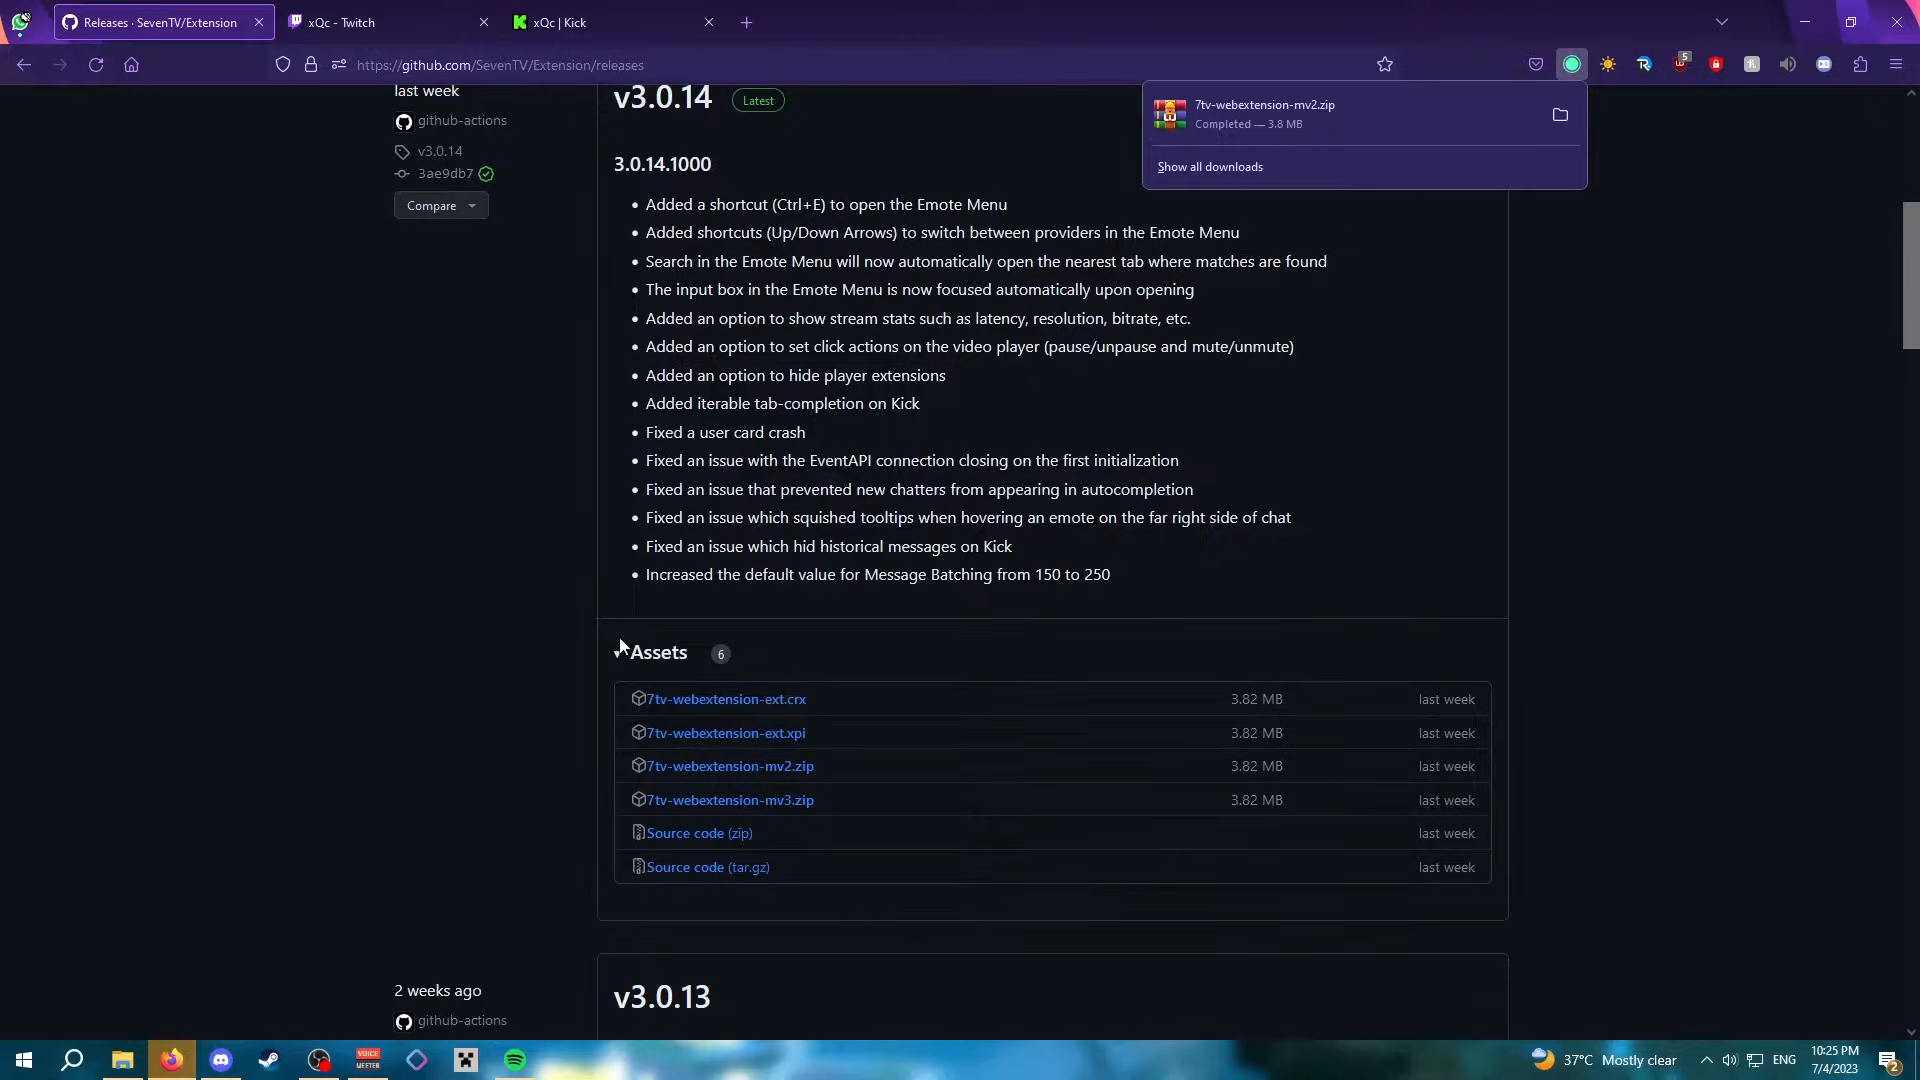 Releases · SevenTV/Extension
xQc - Twitch
xQc | Kick
https://github.com/SevenTV/Extension/releases
5
7tv-webextension-mv2.zip
Completed — 3.8 MB
Show all downloads
last week
github-actions
v3.0.14
3ae9db7
Compare
v3.0.14 Latest
3.0.14.1000
• Added a shortcut (Ctrl+E) to open the Emote Menu
• Added shortcuts (Up/Down Arrows) to switch between providers in the Emote Menu
• Search in the Emote Menu will now automatically open the nearest tab where matches are found
• The input box in the Emote Menu is now focused automatically upon opening
• Added an option to show stream stats such as latency, resolution, bitrate, etc.
• Added an option to set click actions on the video player (pause/unpause and mute/unmute)
• Added an option to hide player extensions
• Added iterable tab-completion on Kick
• Fixed a user card crash
• Fixed an issue with the EventAPI connection closing on the first initialization
• Fixed an issue that prevented new chatters from appearing in autocompletion
• Fixed an issue which squished tooltips when hovering an emote on the far right side of chat
• Fixed an issue which hid historical messages on Kick
• Increased the default value for Message Batching from 150 to 250
Assets 6
7tv-webextension-ext.crx 3.82 MB last week
7tv-webextension-ext.xpi 3.82 MB last week
7tv-webextension-mv2.zip 3.82 MB last week
7tv-webextension-mv3.zip 3.82 MB last week
Source code (zip) last week
Source code (tar.gz) last week
2 weeks ago
github-actions
v3.0.13
VOICE
MEETER
37°C Mostly clear
ENG
10:25 PM
7/4/2023
2